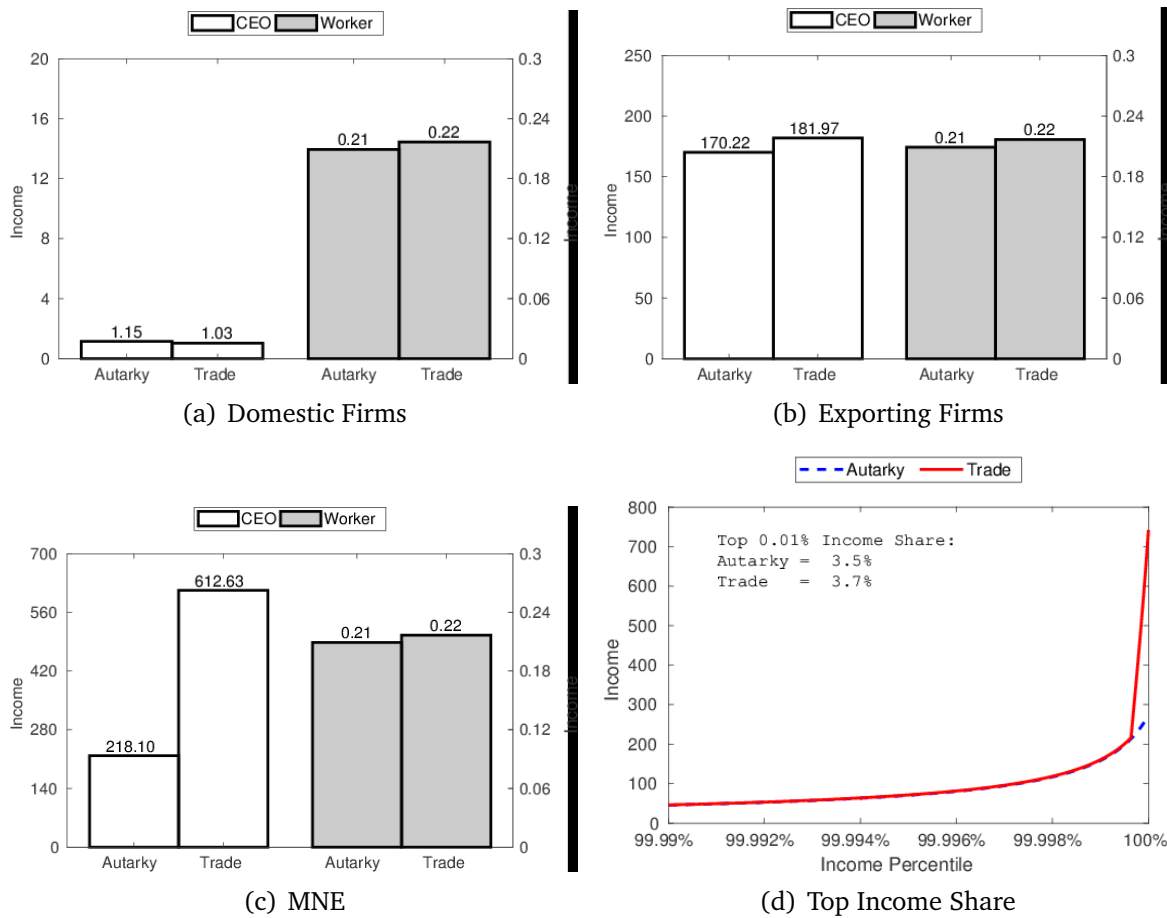 CEO Worker
20
16
12
8
4
0
Income
1.15
1.03
0.21
0.22
0.3
0.24
0.18
0.12
0.06
0
Income
Autarky Trade Autarky Trade
(a) Domestic Firms
CEO Worker
250
200
150
100
50
0
Income
170.22
181.97
0.21
0.22
0.3
0.24
0.18
0.12
0.06
0
Income
Autarky Trade Autarky Trade
(b) Exporting Firms
CEO Worker
700
560
420
280
140
0
Income
218.10
612.63
0.21
0.22
0.3
0.24
0.18
0.12
0.06
0
Income
Autarky Trade Autarky Trade
(c) MNE
Autarky Trade
800
700
600
500
400
300
200
100
0
Income
Top 0.01% Income Share:
Autarky = 3.5%
Trade = 3.7%
99.99% 99.992% 99.994% 99.996% 99.998% 100%
Income Percentile
(d) Top Income Share